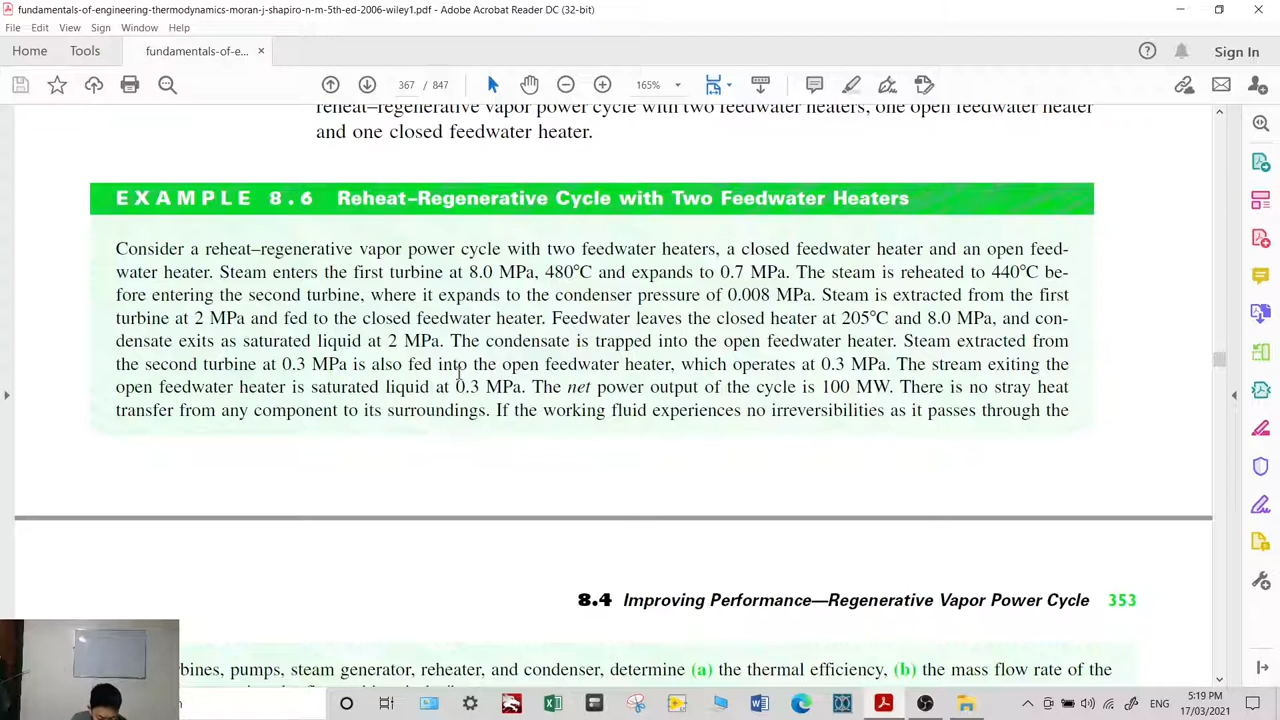 fundamentals-of-engineering-thermodynamics-moran-j-shapiro-n-m-5th-ed-2006-wiley1.pdf - Adobe Acrobat Reader DC (32-bit)
File Edit View Sign Window Help
Home Tools fundamentals-of-e... × Sign In
367 / 847 165%
reheat–regenerative vapor power cycle with two feedwater heaters, one open feedwater heater
and one closed feedwater heater.
EXAMPLE 8.6 Reheat–Regenerative Cycle with Two Feedwater Heaters
Consider a reheat–regenerative vapor power cycle with two feedwater heaters, a closed feedwater heater and an open feed-
water heater. Steam enters the first turbine at 8.0 MPa, 480°C and expands to 0.7 MPa. The steam is reheated to 440°C be-
fore entering the second turbine, where it expands to the condenser pressure of 0.008 MPa. Steam is extracted from the first
turbine at 2 MPa and fed to the closed feedwater heater. Feedwater leaves the closed heater at 205°C and 8.0 MPa, and con-
densate exits as saturated liquid at 2 MPa. The condensate is trapped into the open feedwater heater. Steam extracted from
the second turbine at 0.3 MPa is also fed into the open feedwater heater, which operates at 0.3 MPa. The stream exiting the
open feedwater heater is saturated liquid at 0.3 MPa. The net power output of the cycle is 100 MW. There is no stray heat
transfer from any component to its surroundings. If the working fluid experiences no irreversibilities as it passes through the
8.4 Improving Performance—Regenerative Vapor Power Cycle 353
bines, pumps, steam generator, reheater, and condenser, determine (a) the thermal efficiency, (b) the mass flow rate of the
ENG
5:19 PM
17/03/2021